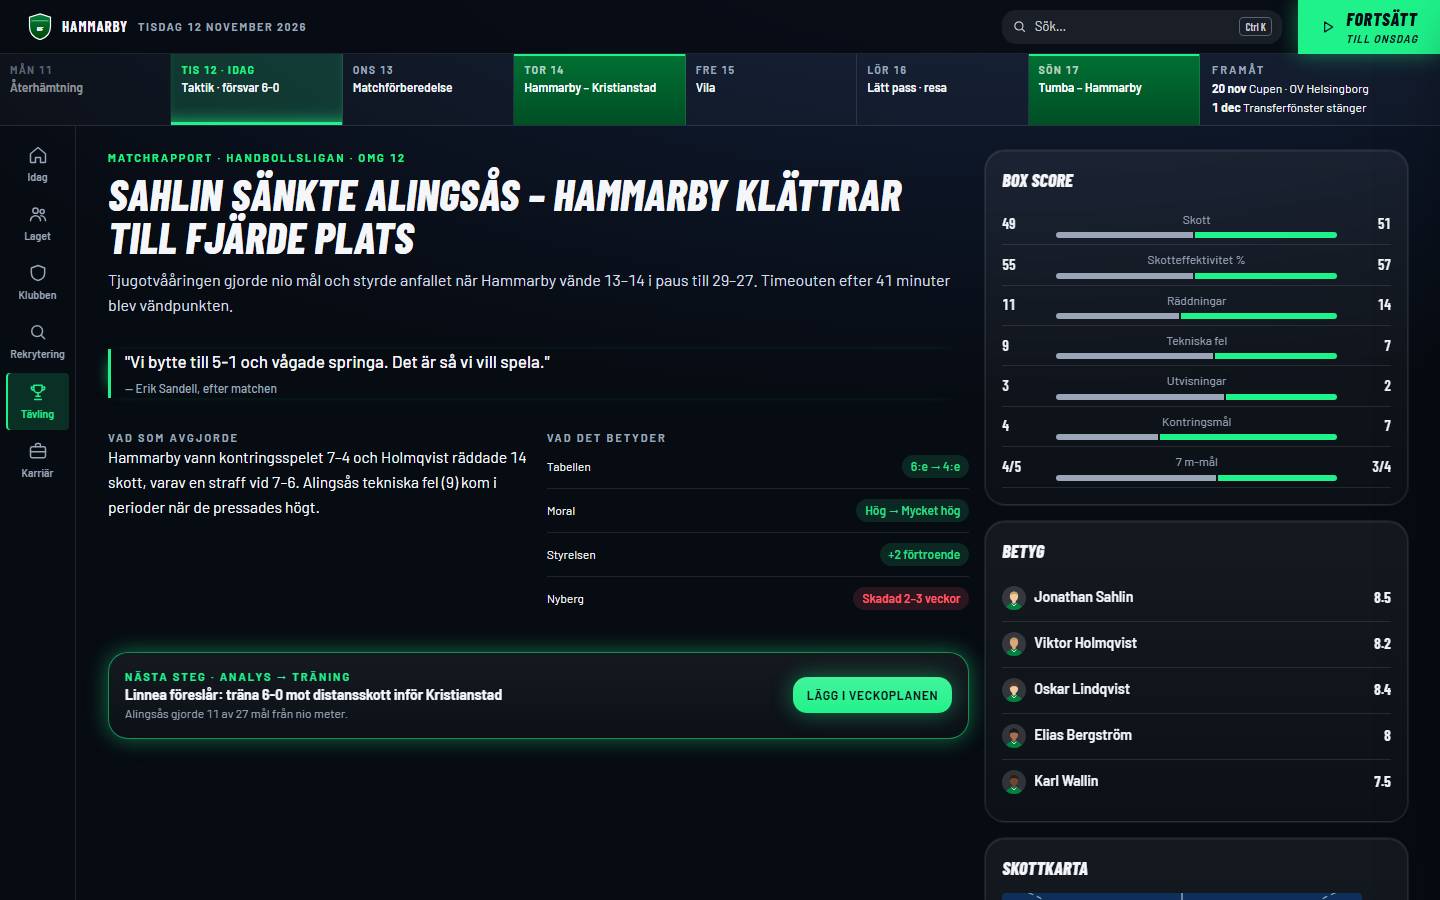 HAMMARBY TISDAG 12 NOVEMBER 2026
Sök...
Ctrl K
FORTSÄTT
TILL ONSDAG
MÅN 11
Återhämtning
TIS 12 · IDAG
Taktik · försvar 6-0
ONS 13
Matchförberedelse
TOR 14
Hammarby – Kristianstad
FRE 15
Vila
LÖR 16
Lätt pass · resa
SÖN 17
Tumba – Hammarby
FRAMÅT
20 nov Cupen · OV Helsingborg
1 dec Transferfönster stänger
Idag
Laget
Klubben
Rekrytering
Tävling
Karriär
MATCHRAPPORT · HANDBOLLSLIGAN · OMG 12
SAHLIN SÄNKTE ALINGSÅS – HAMMARBY KLÄTTRAR
TILL FJÄRDE PLATS
Tjugotvååringen gjorde nio mål och styrde anfallet när Hammarby vände 13–14 i paus till 29–27. Timeouten efter 41 minuter
blev vändpunkten.
"Vi bytte till 5-1 och vågade springa. Det är så vi vill spela."
— Erik Sandell, efter matchen
VAD SOM AVGJORDE
Hammarby vann kontringsspelet 7–4 och Holmqvist räddade 14
skott, varav en straff vid 7–6. Alingsås tekniska fel (9) kom i
perioder när de pressades högt.
VAD DET BETYDER
Tabellen
6:e → 4:e
Moral
Hög → Mycket hög
Styrelsen
+2 förtroende
Nyberg
Skadad 2–3 veckor
NÄSTA STEG · ANALYS → TRÄNING
Linnea föreslår: träna 6-0 mot distansskott inför Kristianstad
Alingsås gjorde 11 av 27 mål från nio meter.
LÄGG I VECKOPLANEN
BOX SCORE
49 Skott 51
55 Skotteffektivitet % 57
11 Räddningar 14
9 Tekniska fel 7
3 Utvisningar 2
4 Kontringsmål 7
4/5 7 m-mål 3/4
BETYG
Jonathan Sahlin 8.5
Viktor Holmqvist 8.2
Oskar Lindqvist 8.4
Elias Bergström 8
Karl Wallin 7.5
SKOTTKARTA